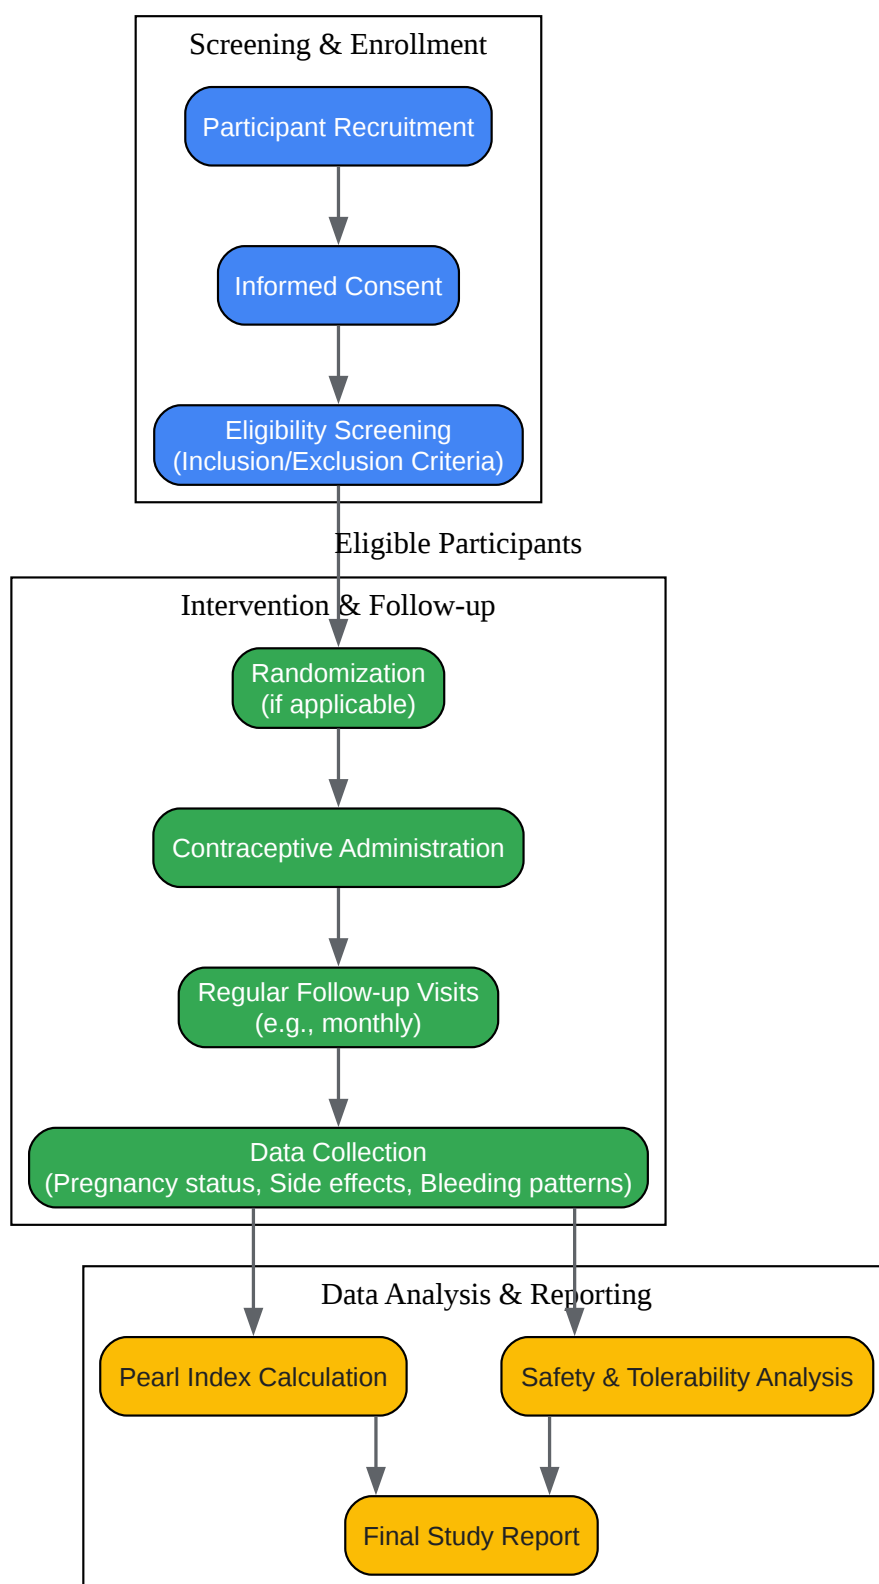 Screening & Enrollment
Participant Recruitment
Informed Consent
Eligibility Screening
(Inclusion/Exclusion Criteria)
Eligible Participants
Intervention & Follow-up
Randomization
(if applicable)
Contraceptive Administration
Regular Follow-up Visits
(e.g., monthly)
Data Collection
(Pregnancy status, Side effects, Bleeding patterns)
Data Analysis & Reporting
Pearl Index Calculation
Safety & Tolerability Analysis
Final Study Report